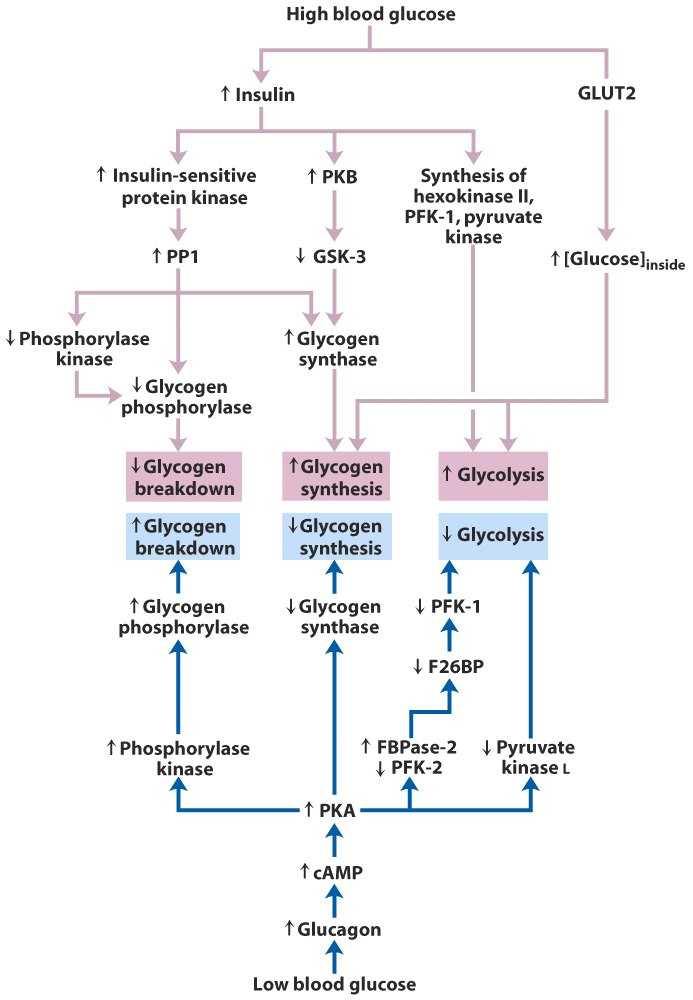 High blood glucose
↑ Insulin
GLUT2
↑ Insulin-sensitive
protein kinase
↑ PKB
Synthesis of
hexokinase II,
PFK-1, pyruvate
kinase
↑ PP1
↓ GSK-3
↑ [Glucose]inside
↓ Phosphorylase
kinase
↑ Glycogen
synthase
↓ Glycogen
phosphorylase
↓ Glycogen
breakdown
↑ Glycogen
synthesis
↑ Glycolysis
↑ Glycogen
breakdown
↓ Glycogen
synthesis
↓ Glycolysis
↑ Glycogen
phosphorylase
↓ Glycogen
synthase
↓ PFK-1
↓ F26BP
↑ Phosphorylase
kinase
↑ FBPase-2
↓ PFK-2
↓ Pyruvate
kinase L
↑ PKA
↑ cAMP
↑ Glucagon
Low blood glucose